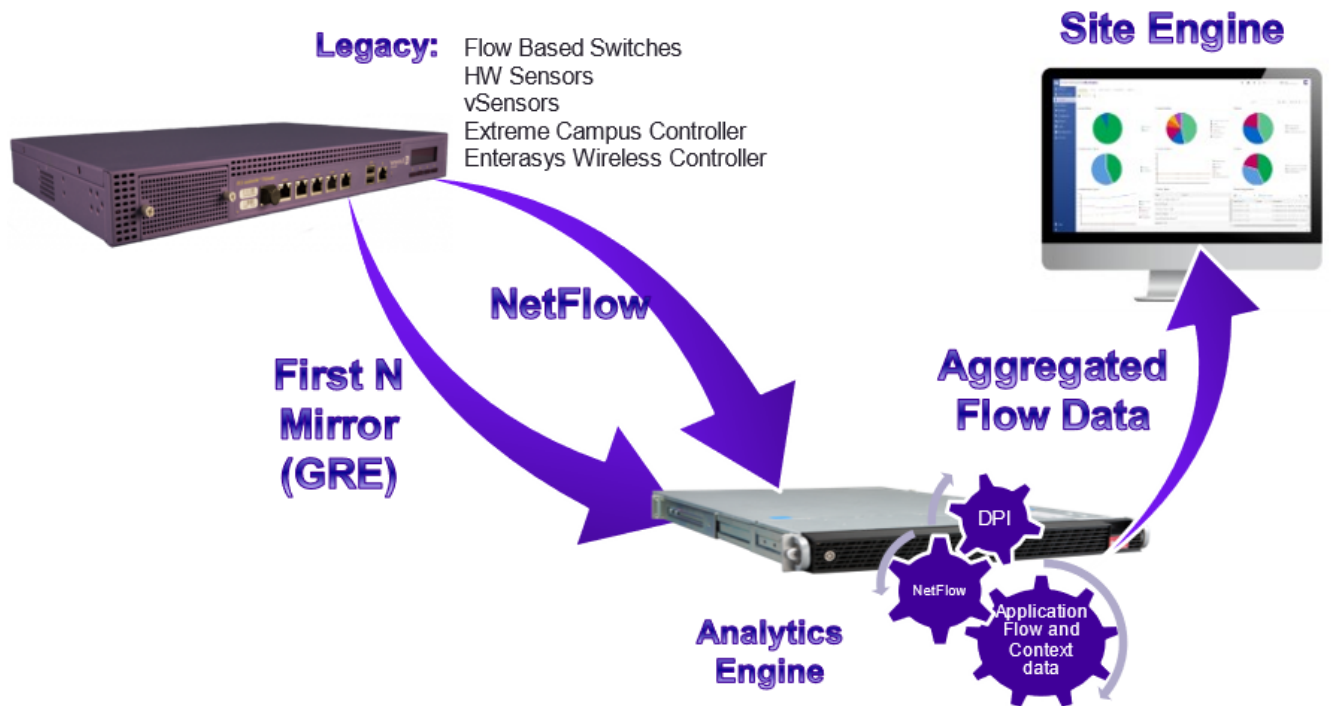 Legacy:
Flow Based Switches
HW Sensors
vSensors
Extreme Campus Controller
Enterasys Wireless Controller
Site Engine
NetFlow
First N
Mirror
(GRE)
Aggregated
Flow Data
DPI
NetFlow
Application
Flow and
Context
data
Analytics
Engine